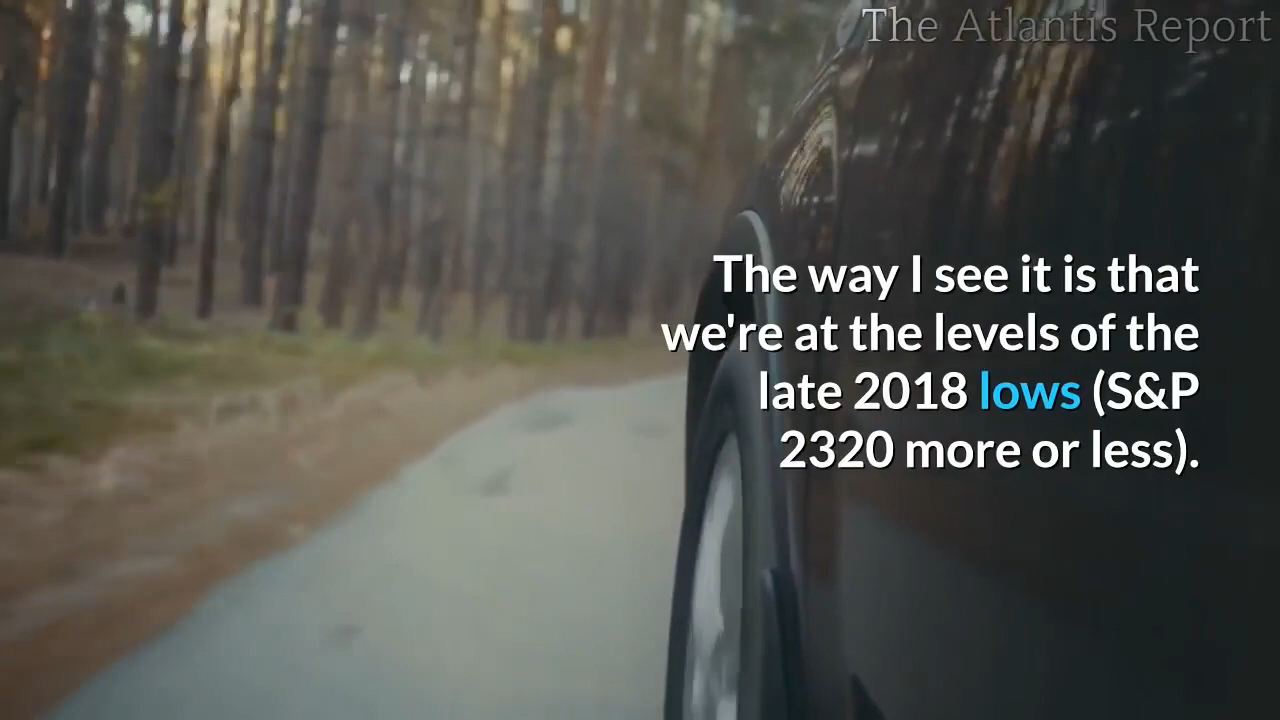 The Atlantis Report
The way I see it is that
we're at the levels of the
late 2018 lows (S&P
2320 more or less).